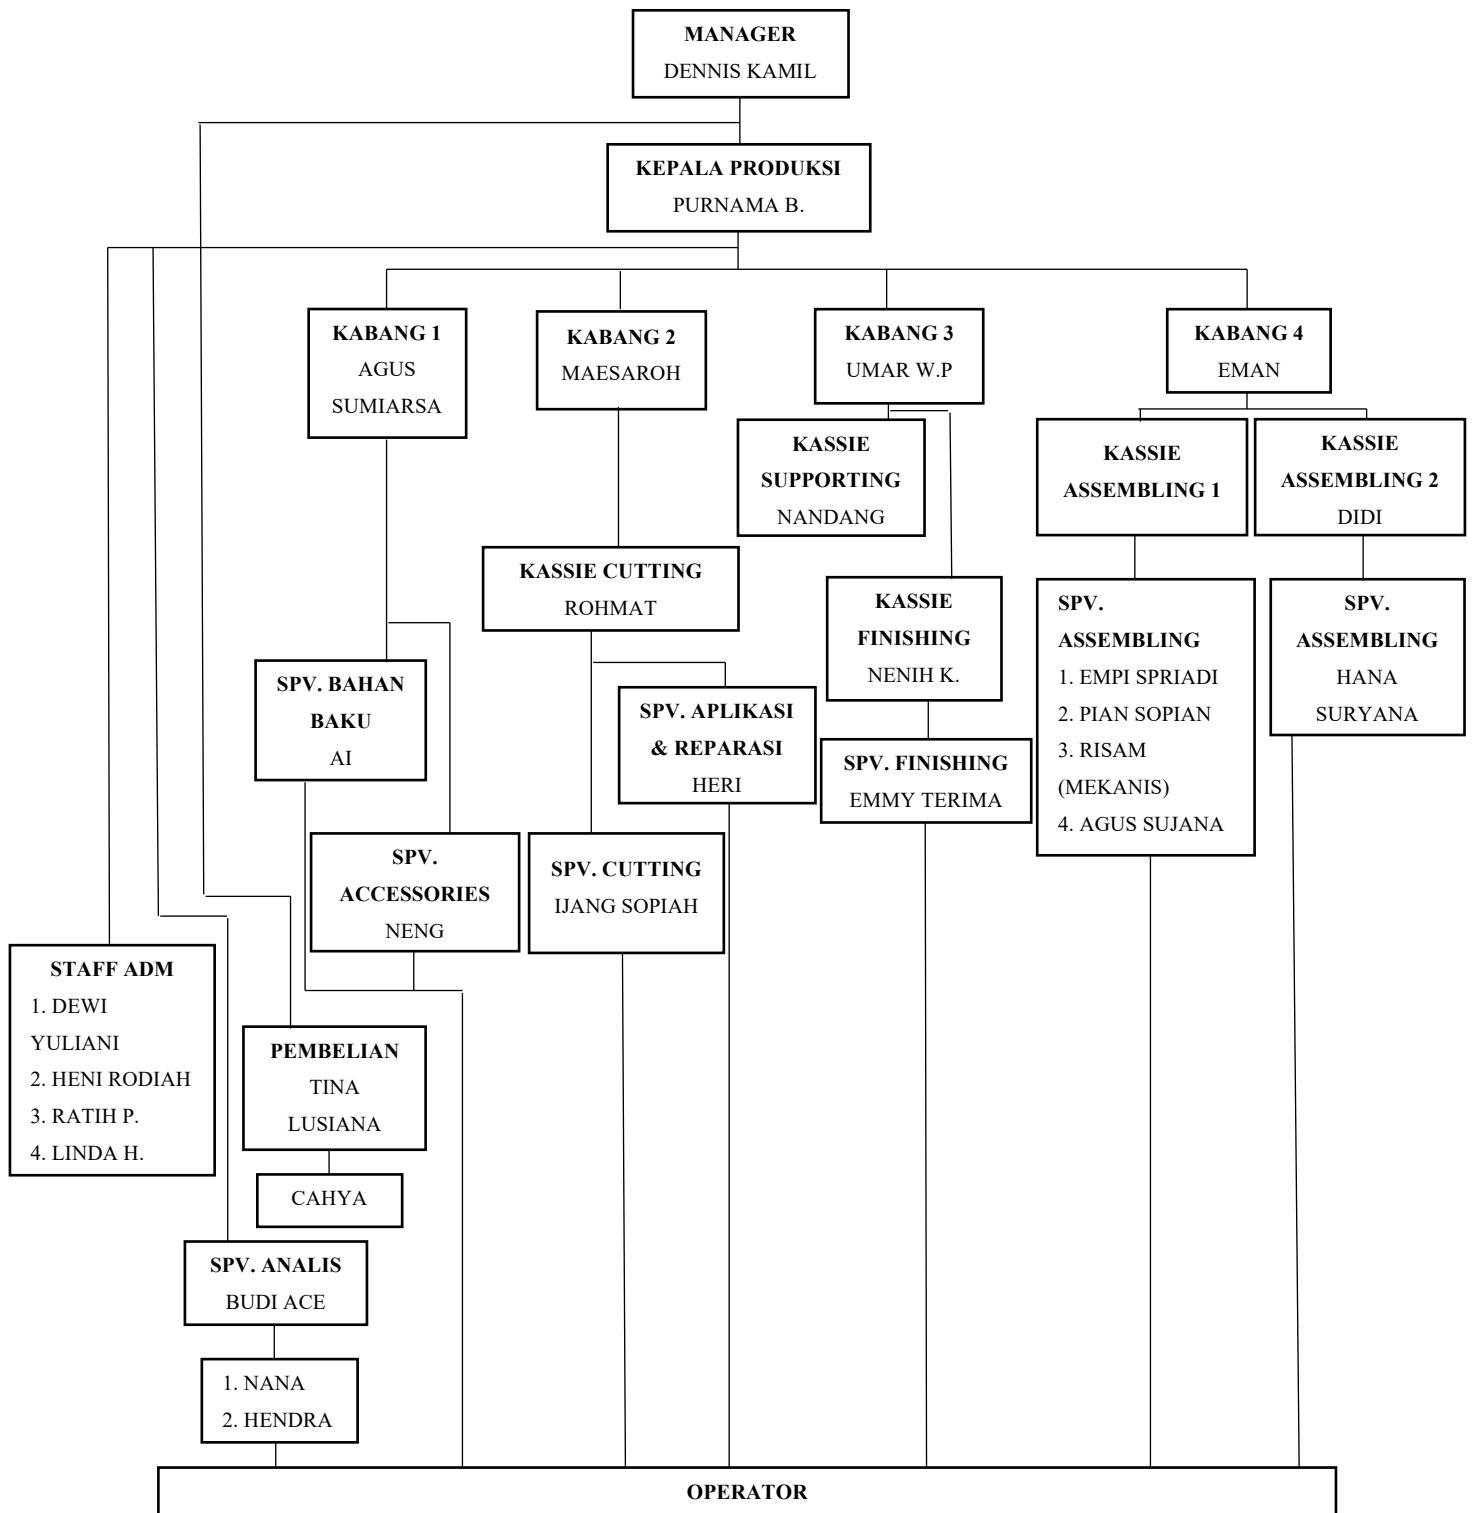 MANAGER
DENNIS KAMIL
KEPALA PRODUKSI
PURNAMA B.
KABANG 1
AGUS
SUMIARSA
KABANG 2
MAESAROH
KABANG 3
UMAR W.P
KABANG 4
EMAN
KASSIE
SUPPORTING
NANDANG
KASSIE
ASSEMBLING 1
KASSIE
ASSEMBLING 2
DIDI
KASSIE CUTTING
ROHMAT
KASSIE
FINISHING
NENIH K.
SPV.
ASSEMBLING
1. EMPI SPRIADI
2. PIAN SOPIAN
3. RISAM
(MEKANIS)
4. AGUS SUJANA
SPV.
ASSEMBLING
HANA
SURYANA
SPV. BAHAN
BAKU
AI
SPV. APLIKASI
& REPARASI
HERI
SPV. FINISHING
EMMY TERIMA
SPV.
ACCESSORIES
NENG
SPV. CUTTING
IJANG SOPIAH
STAFF ADM
1. DEWI
YULIANI
2. HENI RODIAH
3. RATIH P.
4. LINDA H.
PEMBELIAN
TINA
LUSIANA
CAHYA
SPV. ANALIS
BUDI ACE
1. NANA
2. HENDRA
OPERATOR